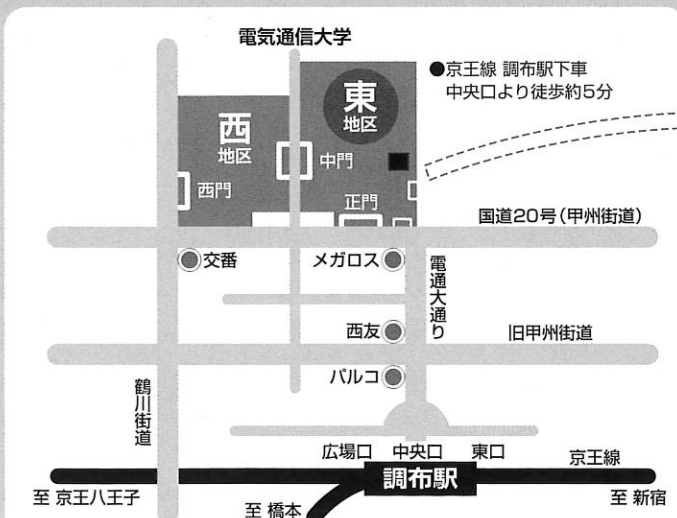 電気通信大学
●京王線 調布駅下車
中央口より徒歩約5分
東
地区
西
地区
中門
西門
正門
国道20号(甲州街道)
交番
メガロス
電通大通り
西友
旧甲州街道
パルコ
鶴川街道
広場口 中央口 東口
京王線
調布駅
至 京王八王子
至 橋本
至 新宿